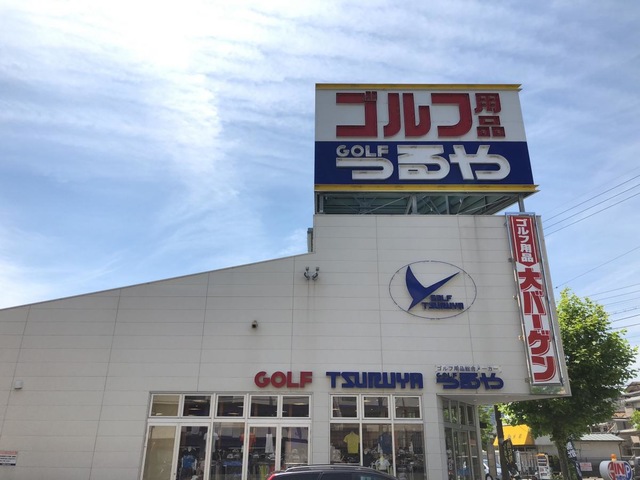 ゴルフ用品
GOLF
つるや
ゴルフ用品
大バーゲン
GOLF
TSURUYA
GOLF TSURUYA
ゴルフ用品総合メーカー
GOLF
つるや